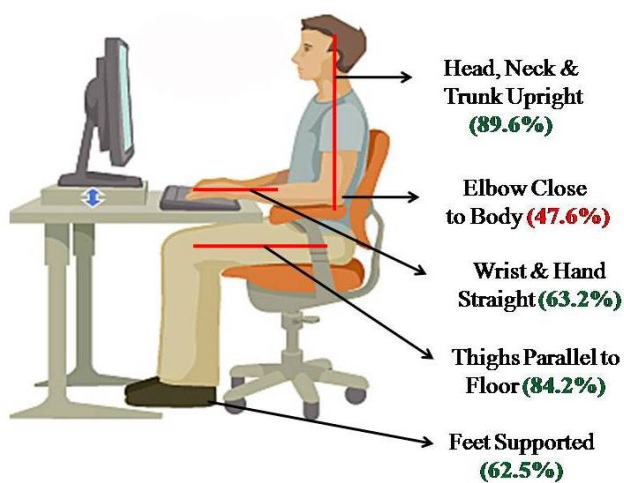 Head, Neck &
Trunk Upright
(89.6%)
Elbow Close
to Body (47.6%)
Wrist & Hand
Straight (63.2%)
Thighs Parallel to
Floor (84.2%)
Feet Supported
(62.5%)